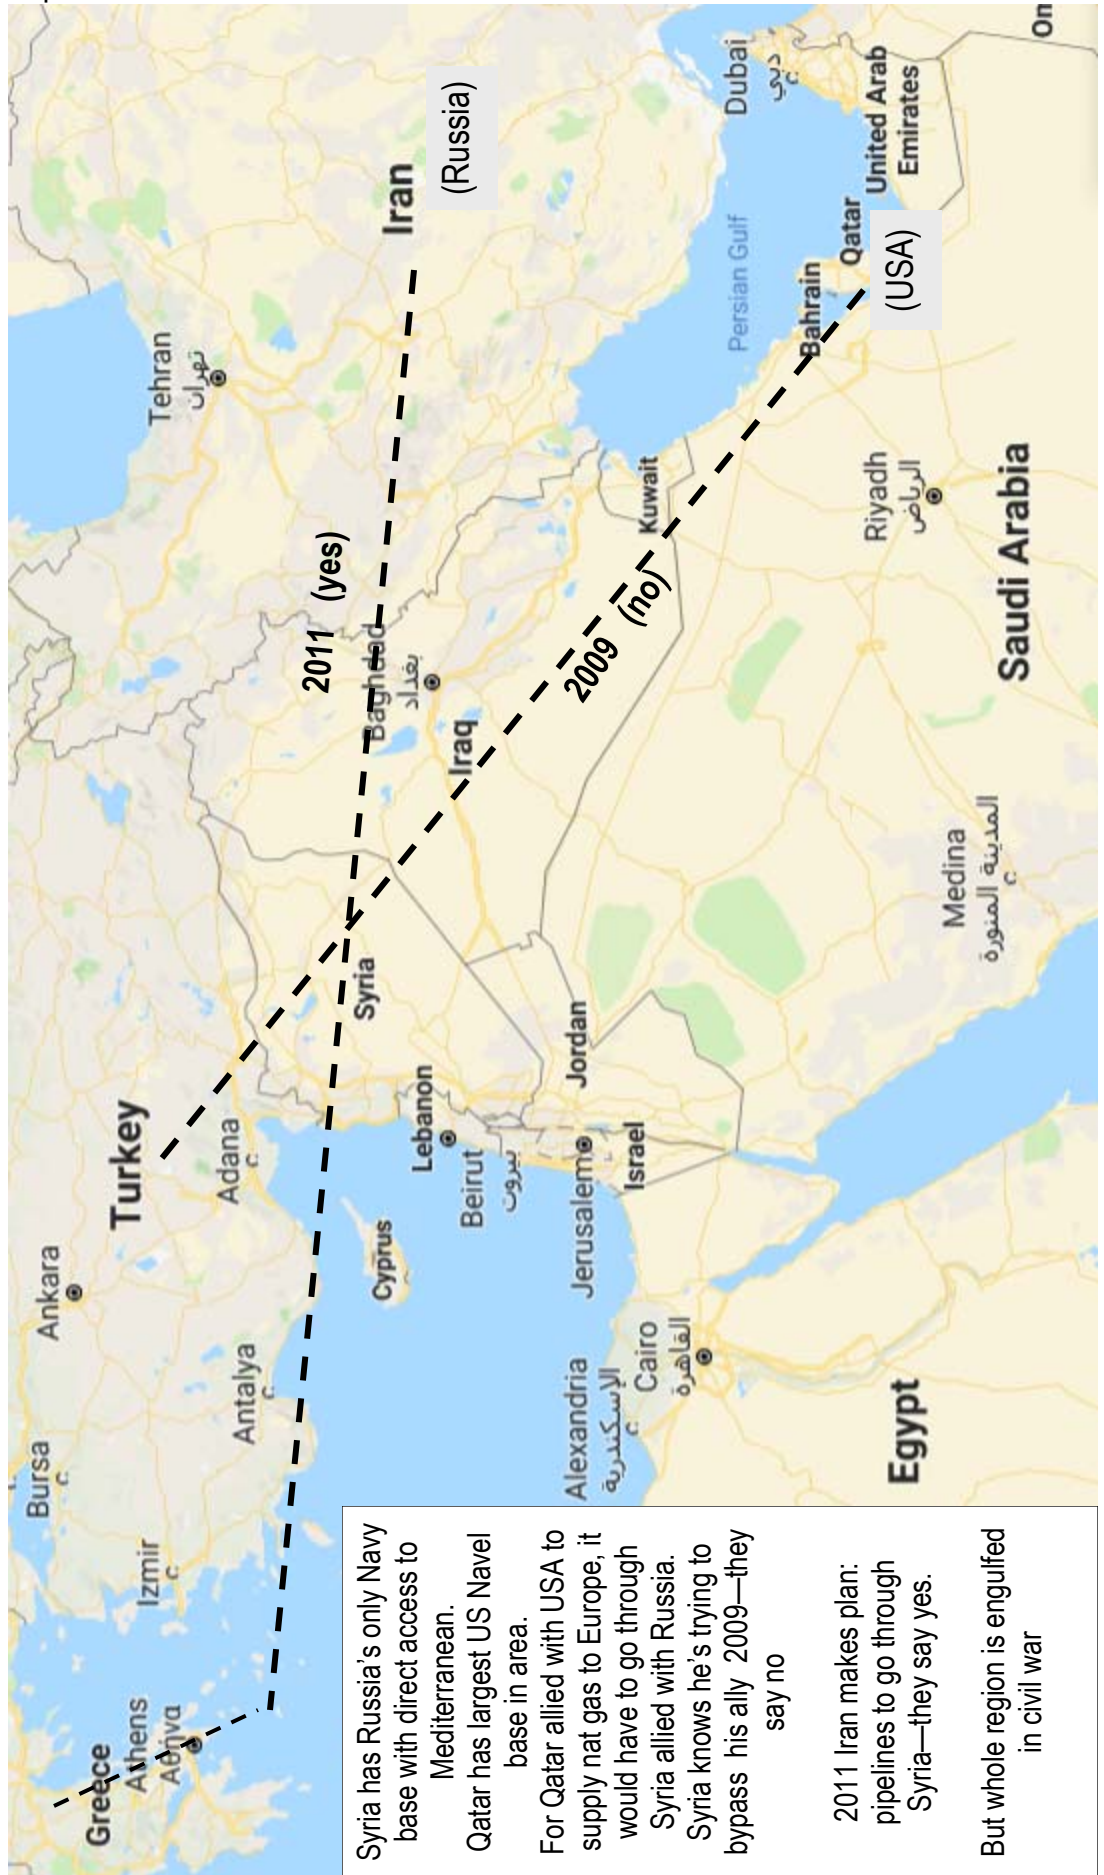 Bursa
Ankara
Greece
Turkey
Athens
Αθήνα
Izmir
Tehran
تهران
Adana
Antalya
2011 (yes)
Syria
Baghdad
بغداد
Cyprus
Iran
(Russia)
Lebanon
Iraq
Beirut
بيروت
Jordan
Jerusalem
Israel
2009 (no)
Kuwait
Persian Gulf
Dubai
دبي
Alexandria
الإسكندرية
Cairo
القاهرة
Bahrain
Qatar
(USA)
United Arab
Emirates
Riyadh
الرياض
Egypt
Medina
المدينة المنورة
Saudi Arabia
On
Syria has Russia's only Navy
base with direct access to
Mediterranean.
Qatar has largest US Navel
base in area.
For Qatar allied with USA to
supply nat gas to Europe, it
would have to go through
Syria allied with Russia.
Syria knows he's trying to
bypass his ally 2009—they
say no
2011 Iran makes plan:
pipelines to go through
Syria—they say yes.
But whole region is engulfed
in civil war